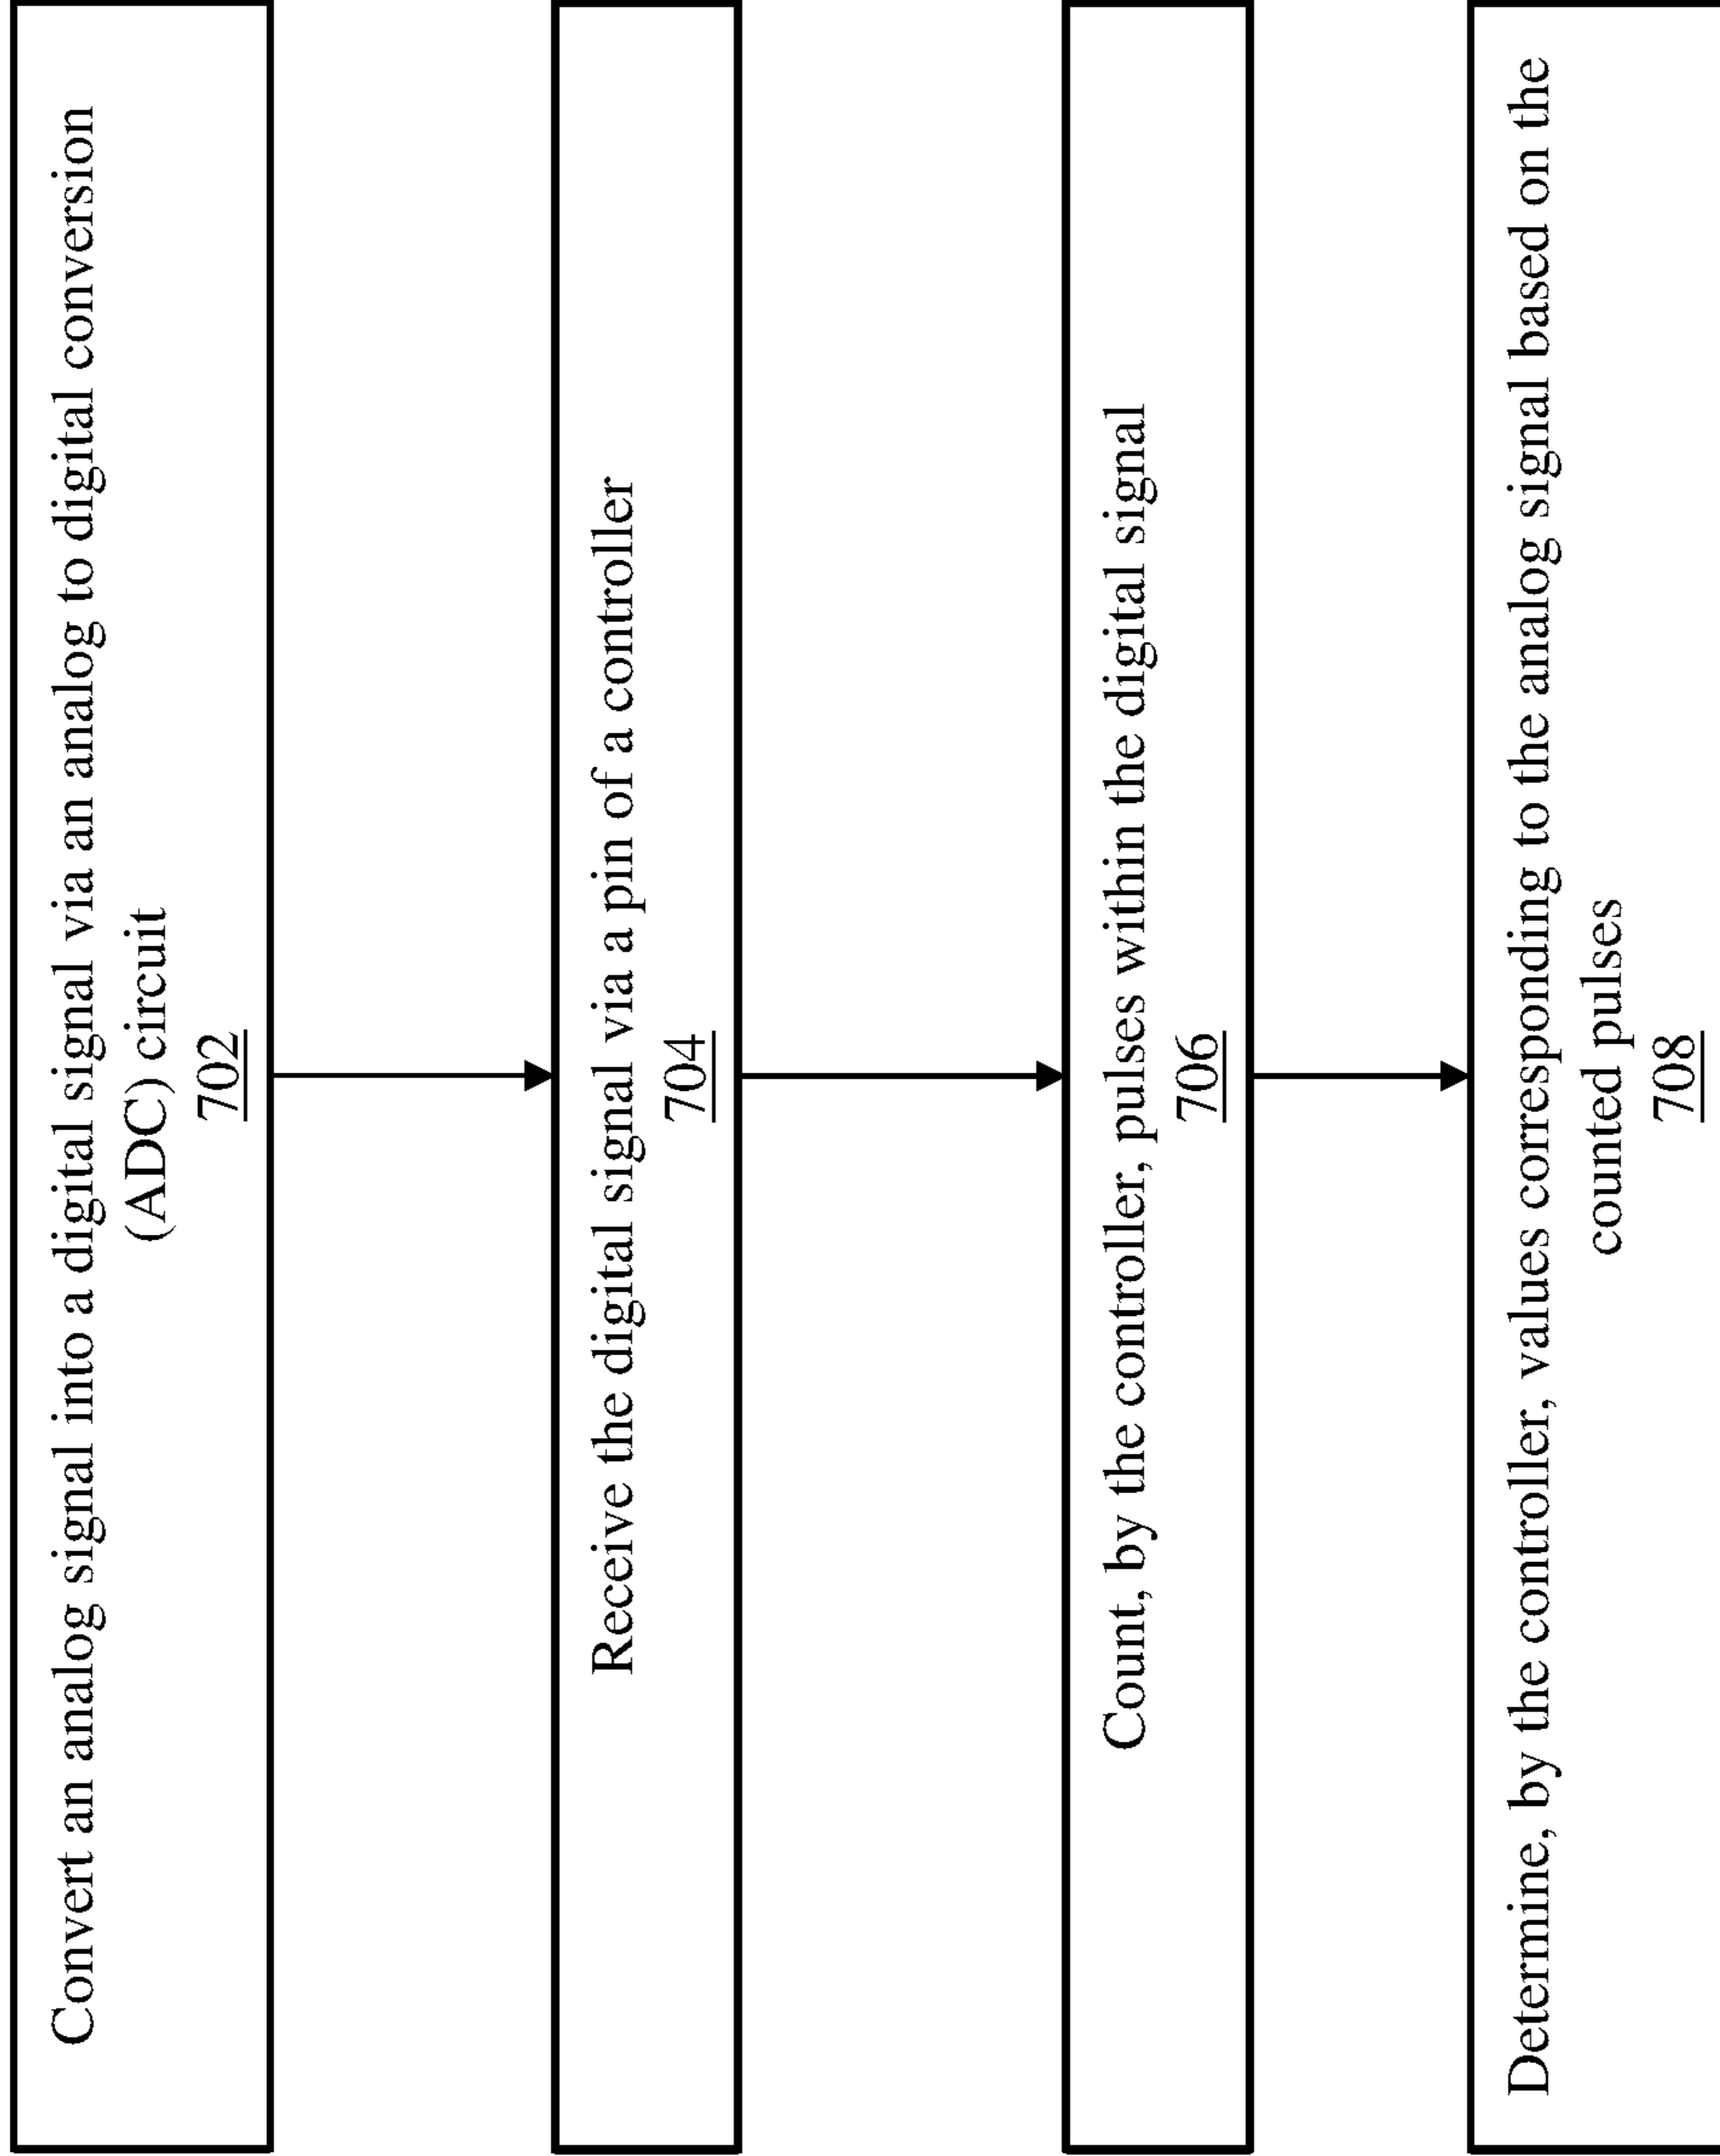 Convert an analog signal into a digital signal via an analog to digital conversion
(ADC) circuit
702
Receive the digital signal via a pin of a controller
704
Count, by the controller, pulses within the digital signal
706
Determine, by the controller, values corresponding to the analog signal based on the
counted pulses
708